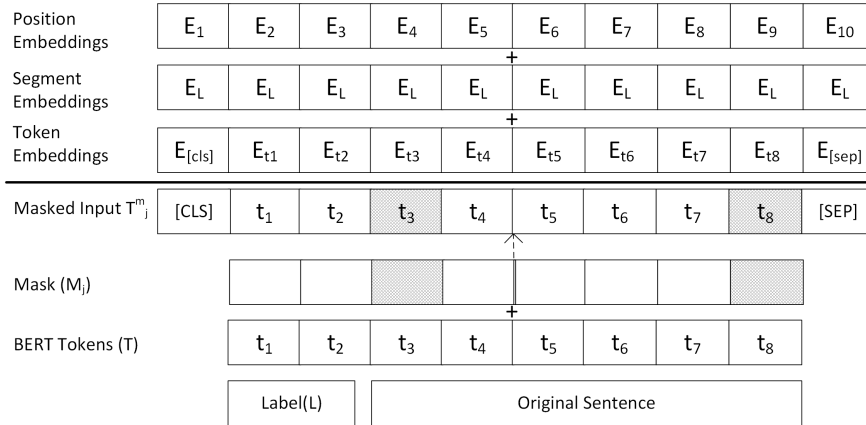 Position Embeddings E1 E2 E3 E4 E5 E6 E7 E8 E9 E10
+
Segment Embeddings EL EL EL EL EL EL EL EL EL EL
+
Token Embeddings E[cls] Et1 Et2 Et3 Et4 Et5 Et6 Et7 Et8 E[sep]
Masked Input Tmj [CLS] t1 t2 t3 t4 t5 t6 t7 t8 [SEP]
Mask (Mj)
+
BERT Tokens (T) t1 t2 t3 t4 t5 t6 t7 t8
Label(L) Original Sentence